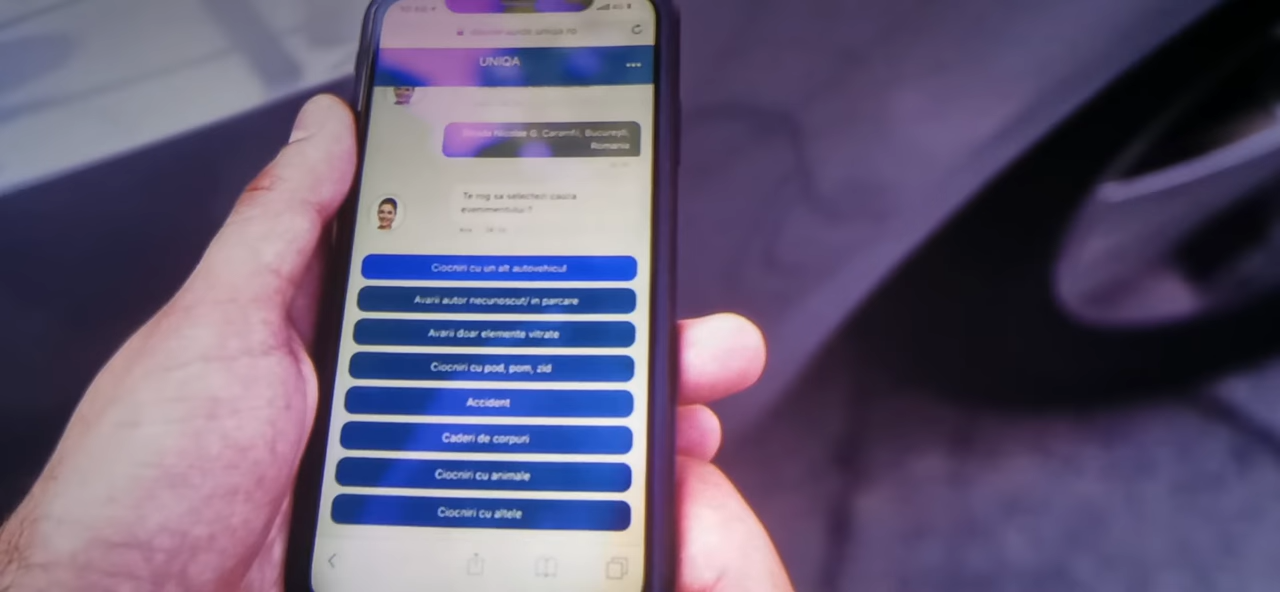 UNIQA
Strada Nicolae G. Caramfil, București,
Romania
Te rog sa selectezi cauza
evenimentului ?
Ciocniri cu un alt autovehicul
Avarii autor necunoscut/ in parcare
Avarii doar elemente vitrate
Ciocniri cu pod, pom, zid
Accident
Caderi de corpuri
Ciocniri cu animale
Ciocniri cu altele